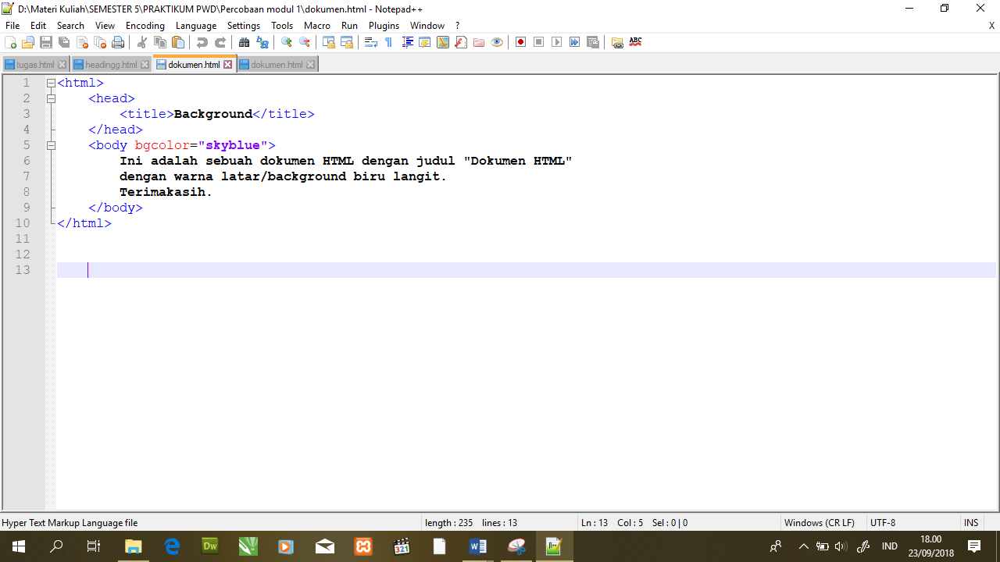 D:\Materi Kuliah\SEMESTER 5\PRAKTIKUM PWD\Percobaan modul 1\dokumen.html - Notepad++
File Edit Search View Encoding Language Settings Tools Macro Run Plugins Window ? X
ABC
tugas.html headingg.html dokumen.html dokumen.html
1 <html>
2 <head>
3 <title>Background</title>
4 </head>
5 <body bgcolor="skyblue">
6 Ini adalah sebuah dokumen HTML dengan judul "Dokumen HTML"
7 dengan warna latar/background biru langit.
8 Terimakasih.
9 </body>
10 </html>
11
12
13
Hyper Text Markup Language file length : 235 lines : 13 Ln : 13 Col : 5 Sel : 0 | 0 Windows (CR LF) UTF-8 INS
Dw 321 IND 18.00
23/09/2018